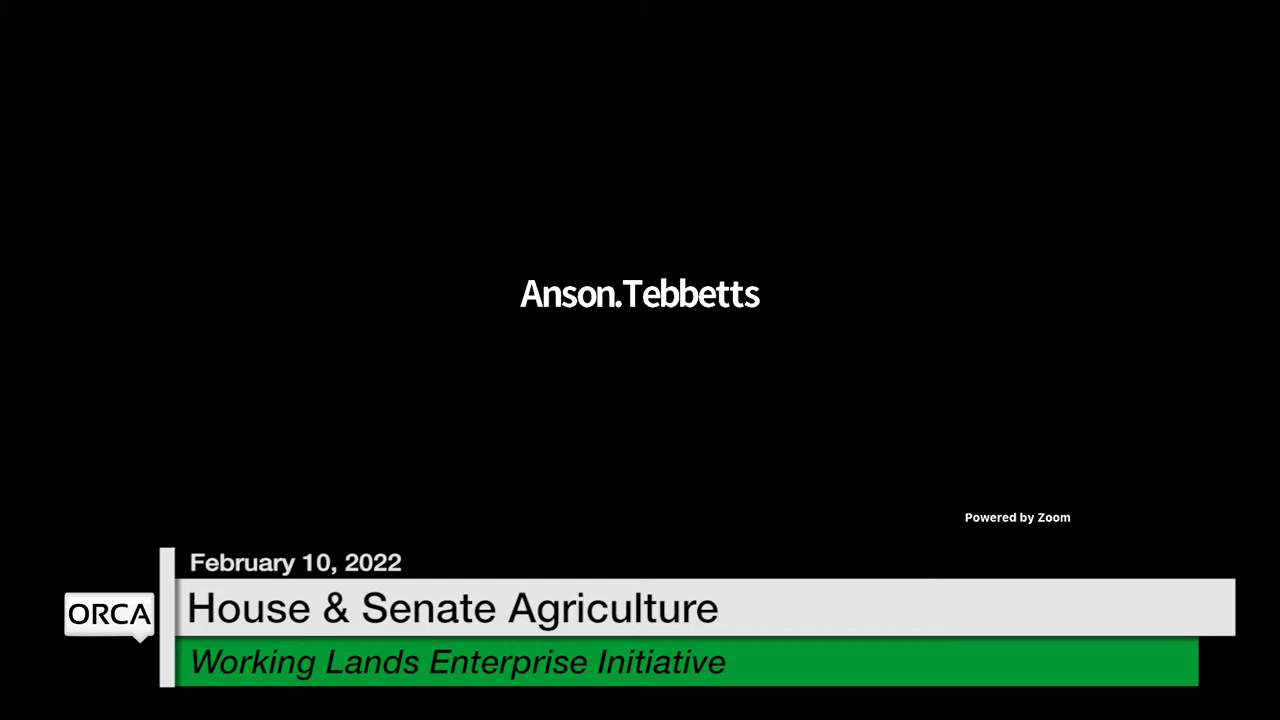 Anson.Tebbetts
Powered by Zoom
February 10, 2022
House & Senate Agriculture
ORCA
Working Lands Enterprise Initiative